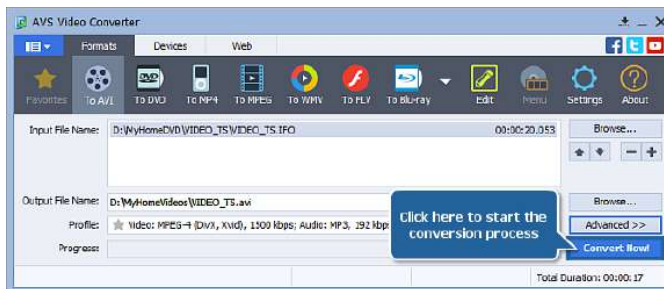 AVS Video Converter
Formats Devices Web
Favorites To AVI To DVD To MP4 To MPEG To WMV To FLV To Blu-ray Edit Menu Settings About
Input File Name: D:\MyHomeDVD\VIDEO_TS\VIDEO_TS.IFO 00:00:20.053 Browse...
Output File Name: D:\MyHomeVideos\VIDEO_TS.avi Browse...
Profile: Video: MPEG-4 (DivX, Xvid), 1500 kbps; Audio: MP3, 192 kbp Advanced >>
Click here to start the
conversion process
Progress: Convert Now!
Total Duration: 00:00:17